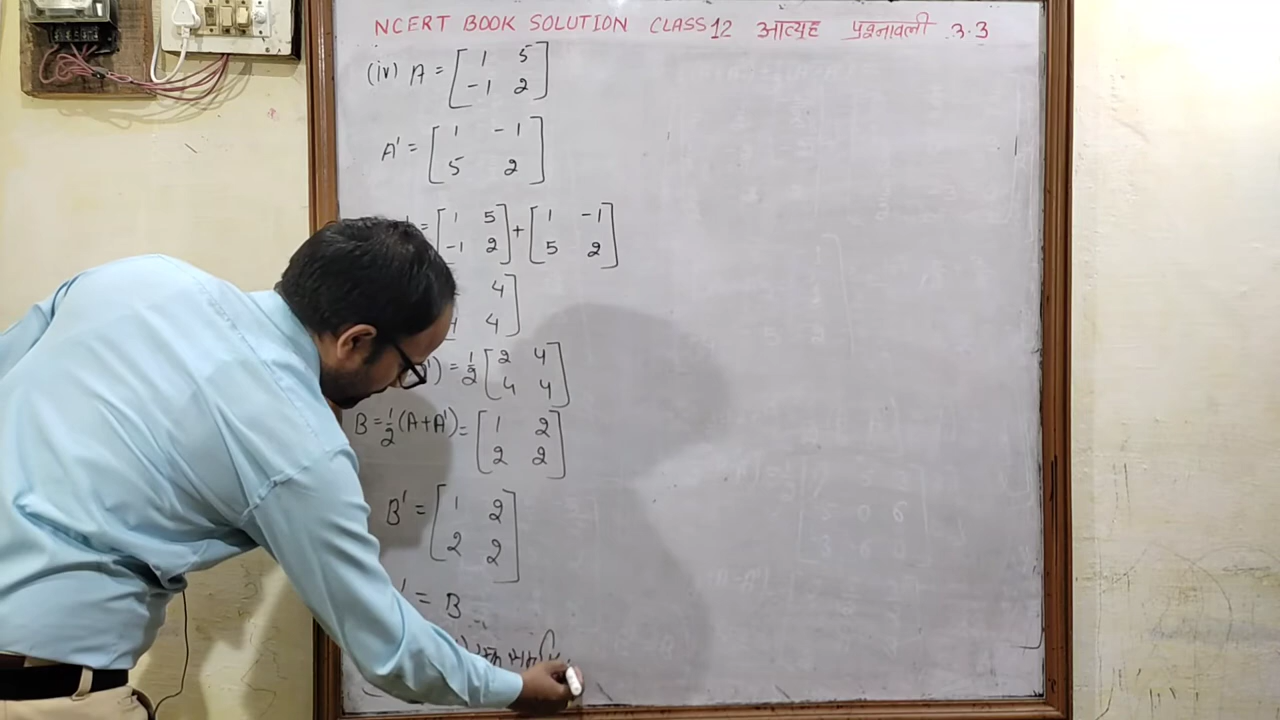 NCERT BOOK SOLUTION CLASS 12 आव्यूह प्रश्नावली 3.3
(iv) A = [ 1 5
-1 2 ]
A' = [ 1 -1
5 2 ]
' = [ 1 5
-1 2 ] + [ 1 -1
5 2 ]
4 ]
4 ]
') = 1/2 [ 2 4
4 4 ]
B = 1/2 (A+A') = [ 1 2
2 2 ]
B' = [ 1 2
2 2 ]
' = B